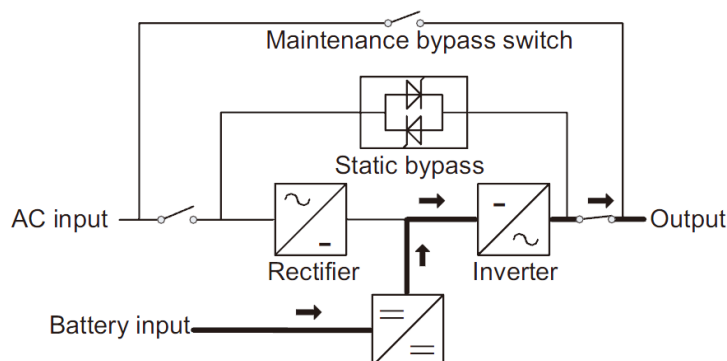 Maintenance bypass switch
Static bypass
AC input
Output
Rectifier
Inverter
Battery input